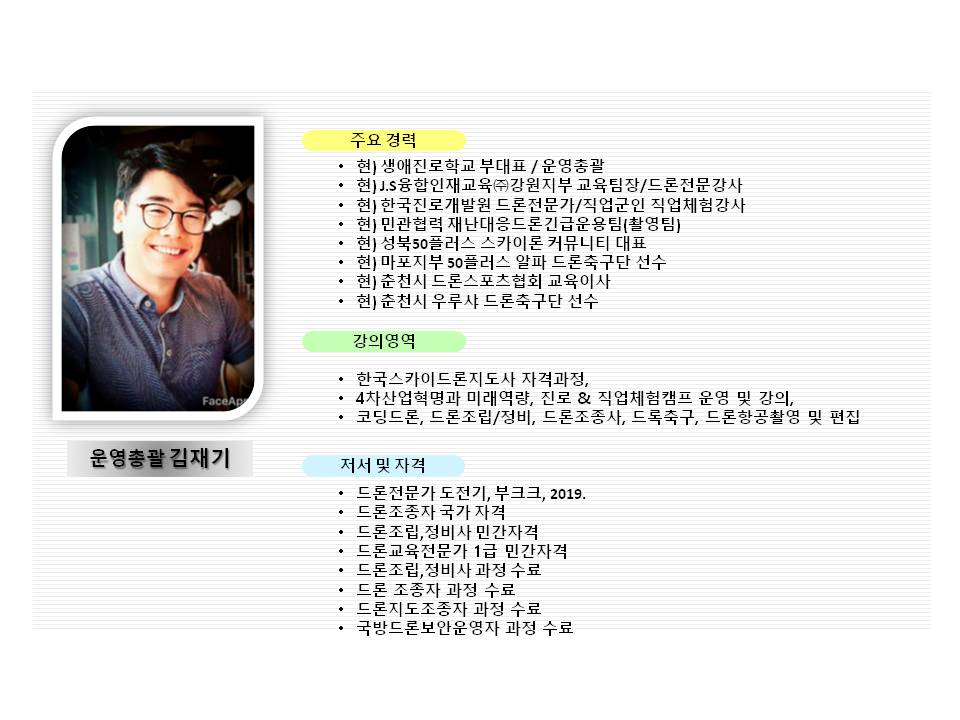 주요 경력
• 현) 생애진로학교 부대표 / 운영총괄
• 현) J.S융합인재교육㈜강원지부 교육팀장/드론전문강사
• 현) 한국진로개발원 드론전문가/직업군인 직업체험강사
• 현) 민관협력 재난대응드론긴급운용팀(촬영팀)
• 현) 성북50플러스 스카이론 커뮤니티 대표
• 현) 마포지부 50플러스 알파 드론축구단 선수
• 현) 춘천시 드론스포츠협회 교육이사
• 현) 춘천시 우루샤 드론축구단 선수
강의영역
• 한국스카이드론지도사 자격과정,
• 4차산업혁명과 미래역량, 진로 & 직업체험캠프 운영 및 강의,
• 코딩드론, 드론조립/정비, 드론조종사, 드록축구, 드론항공촬영 및 편집
FaceApp
운영총괄 김재기
저서 및 자격
• 드론전문가 도전기, 부크크, 2019.
• 드론조종자 국가 자격
• 드론조립,정비사 민간자격
• 드론교육전문가 1급 민간자격
• 드론조립,정비사 과정 수료
• 드론 조종자 과정 수료
• 드론지도조종자 과정 수료
• 국방드론보안운영자 과정 수료